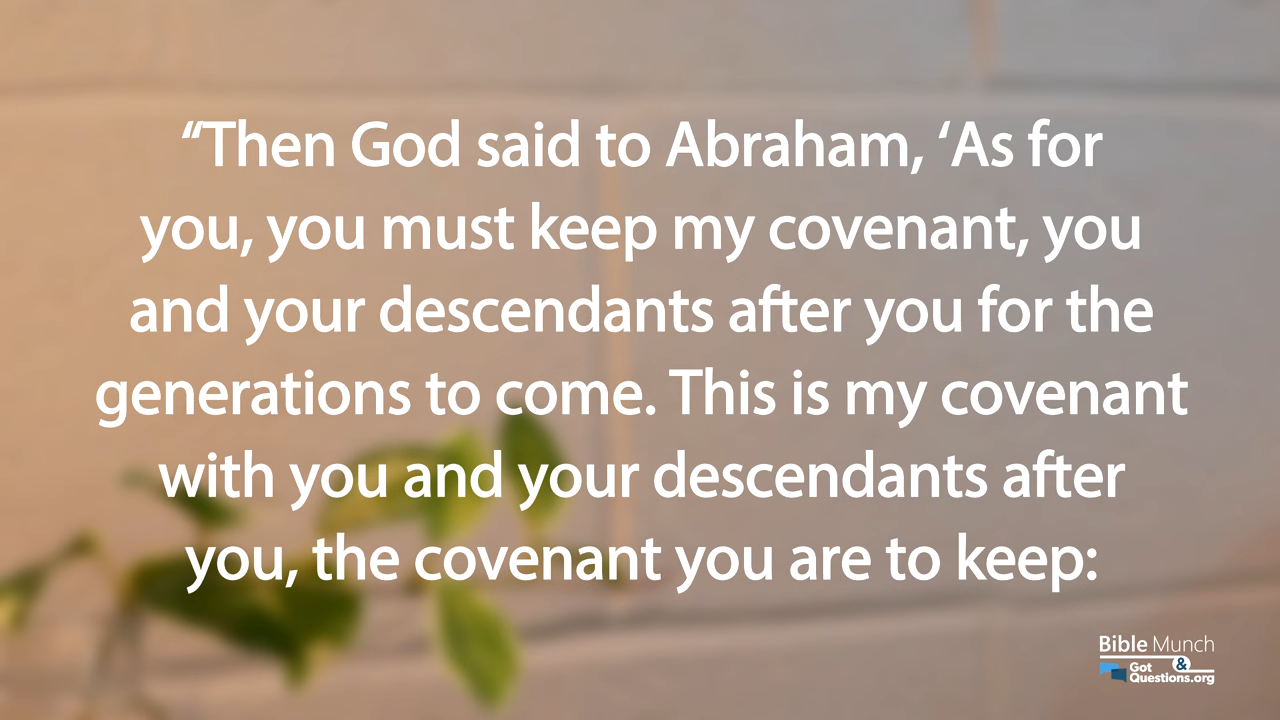 “Then God said to Abraham, ‘As for
you, you must keep my covenant, you
and your descendants after you for the
generations to come. This is my covenant
with you and your descendants after
you, the covenant you are to keep:
Bible Munch
&
Got
Questions.org